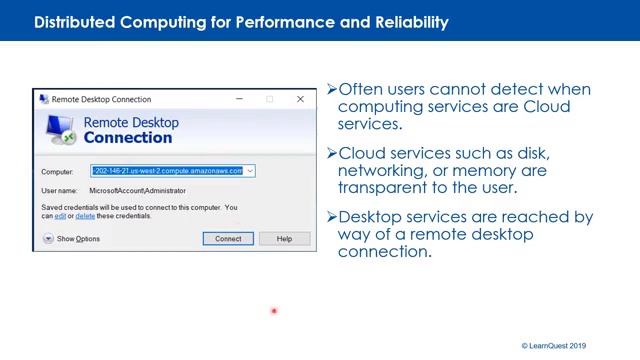 Distributed Computing for Performance and Reliability
Remote Desktop Connection
Remote Desktop
Connection
Computer:
-202-146-21.us-west-2.compute.amazonaws.com
User name:
MicrosoftAccount\Administrator
Saved credentials will be used to connect to this computer. You
can edit or delete these credentials.
Show Options
Connect
Help
➢Often users cannot detect when
computing services are Cloud
services.
➢Cloud services such as disk,
networking, or memory are
transparent to the user.
➢Desktop services are reached by
way of a remote desktop
connection.
© LearnQuest 2019